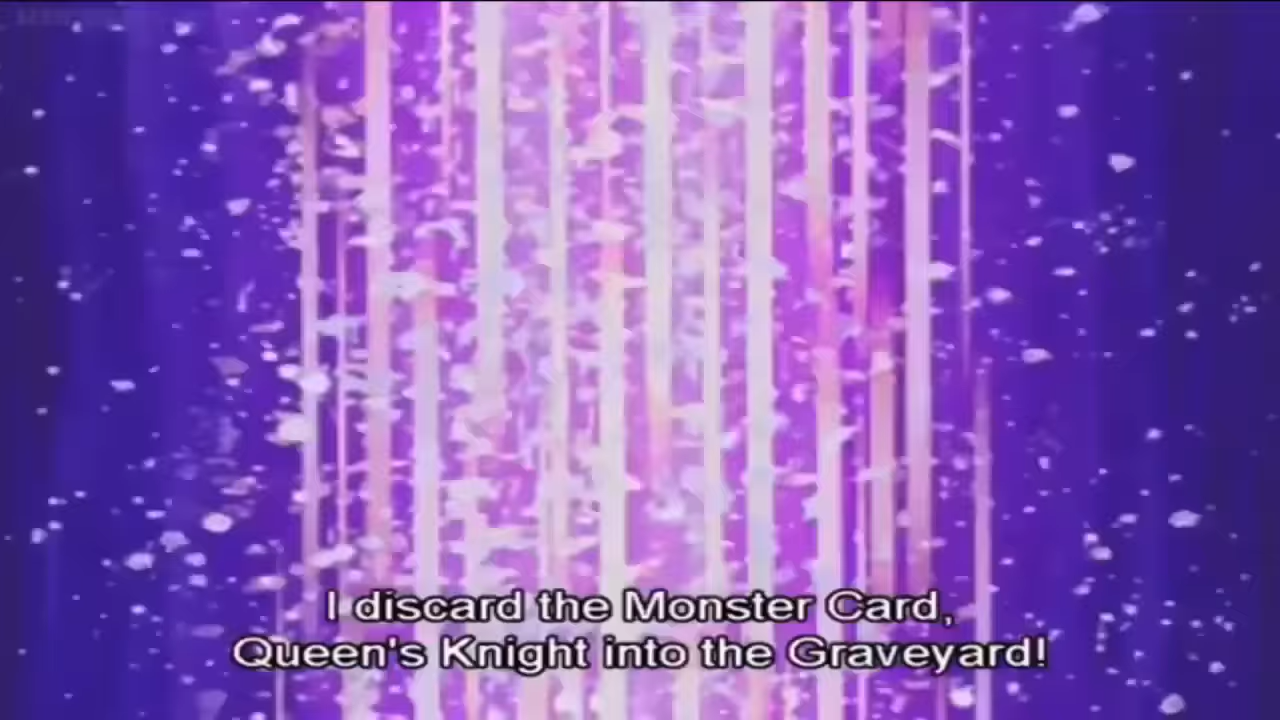 I discard the Monster Card,
Queen's Knight into the Graveyard!